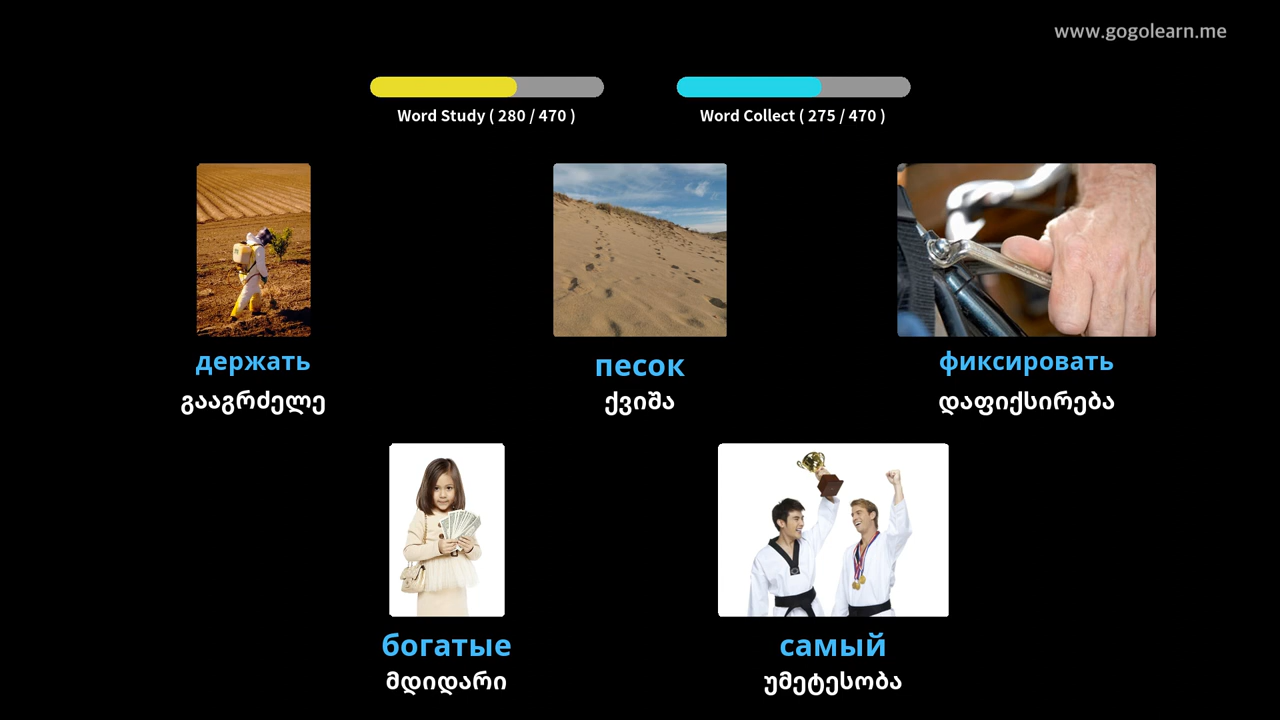 www.gogolearn.me
Word Study ( 280 / 470 )
Word Collect ( 275 / 470 )
держать
песок
фиксировать
გააგრძელე
ქვიშა
დაფიქსირება
богатые
самый
მდიდარი
უმეტესობა